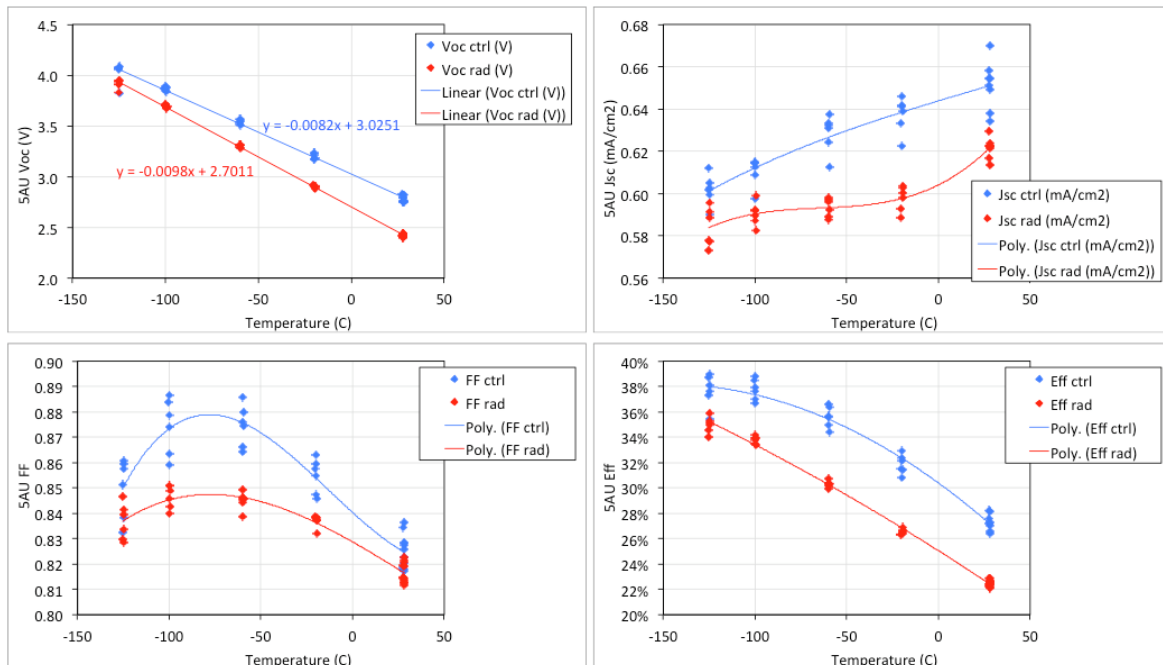 4.5
4.0
3.5
3.0
2.5
2.0
5AU Voc (V)
-150
-100
-50
0
50
Temperature (C)
Voc ctrl (V)
Voc rad (V)
Linear (Voc ctrl (V))
Linear (Voc rad (V))
y = -0.0082x + 3.0251
y = -0.0098x + 2.7011
0.68
0.66
0.64
0.62
0.60
0.58
0.56
5AU Jsc (mA/cm2)
-150
-100
-50
0
50
Temperature (C)
Jsc ctrl (mA/cm2)
Jsc rad (mA/cm2)
Poly. (Jsc ctrl (mA/cm2))
Poly. (Jsc rad (mA/cm2))
0.90
0.89
0.88
0.87
0.86
0.85
0.84
0.83
0.82
0.81
0.80
5AU FF
-150
-100
-50
0
50
Temperature (C)
FF ctrl
FF rad
Poly. (FF ctrl)
Poly. (FF rad)
40%
38%
36%
34%
32%
30%
28%
26%
24%
22%
20%
5AU Eff
-150
-100
-50
0
50
Temperature (C)
Eff ctrl
Eff rad
Poly. (Eff ctrl)
Poly. (Eff rad)